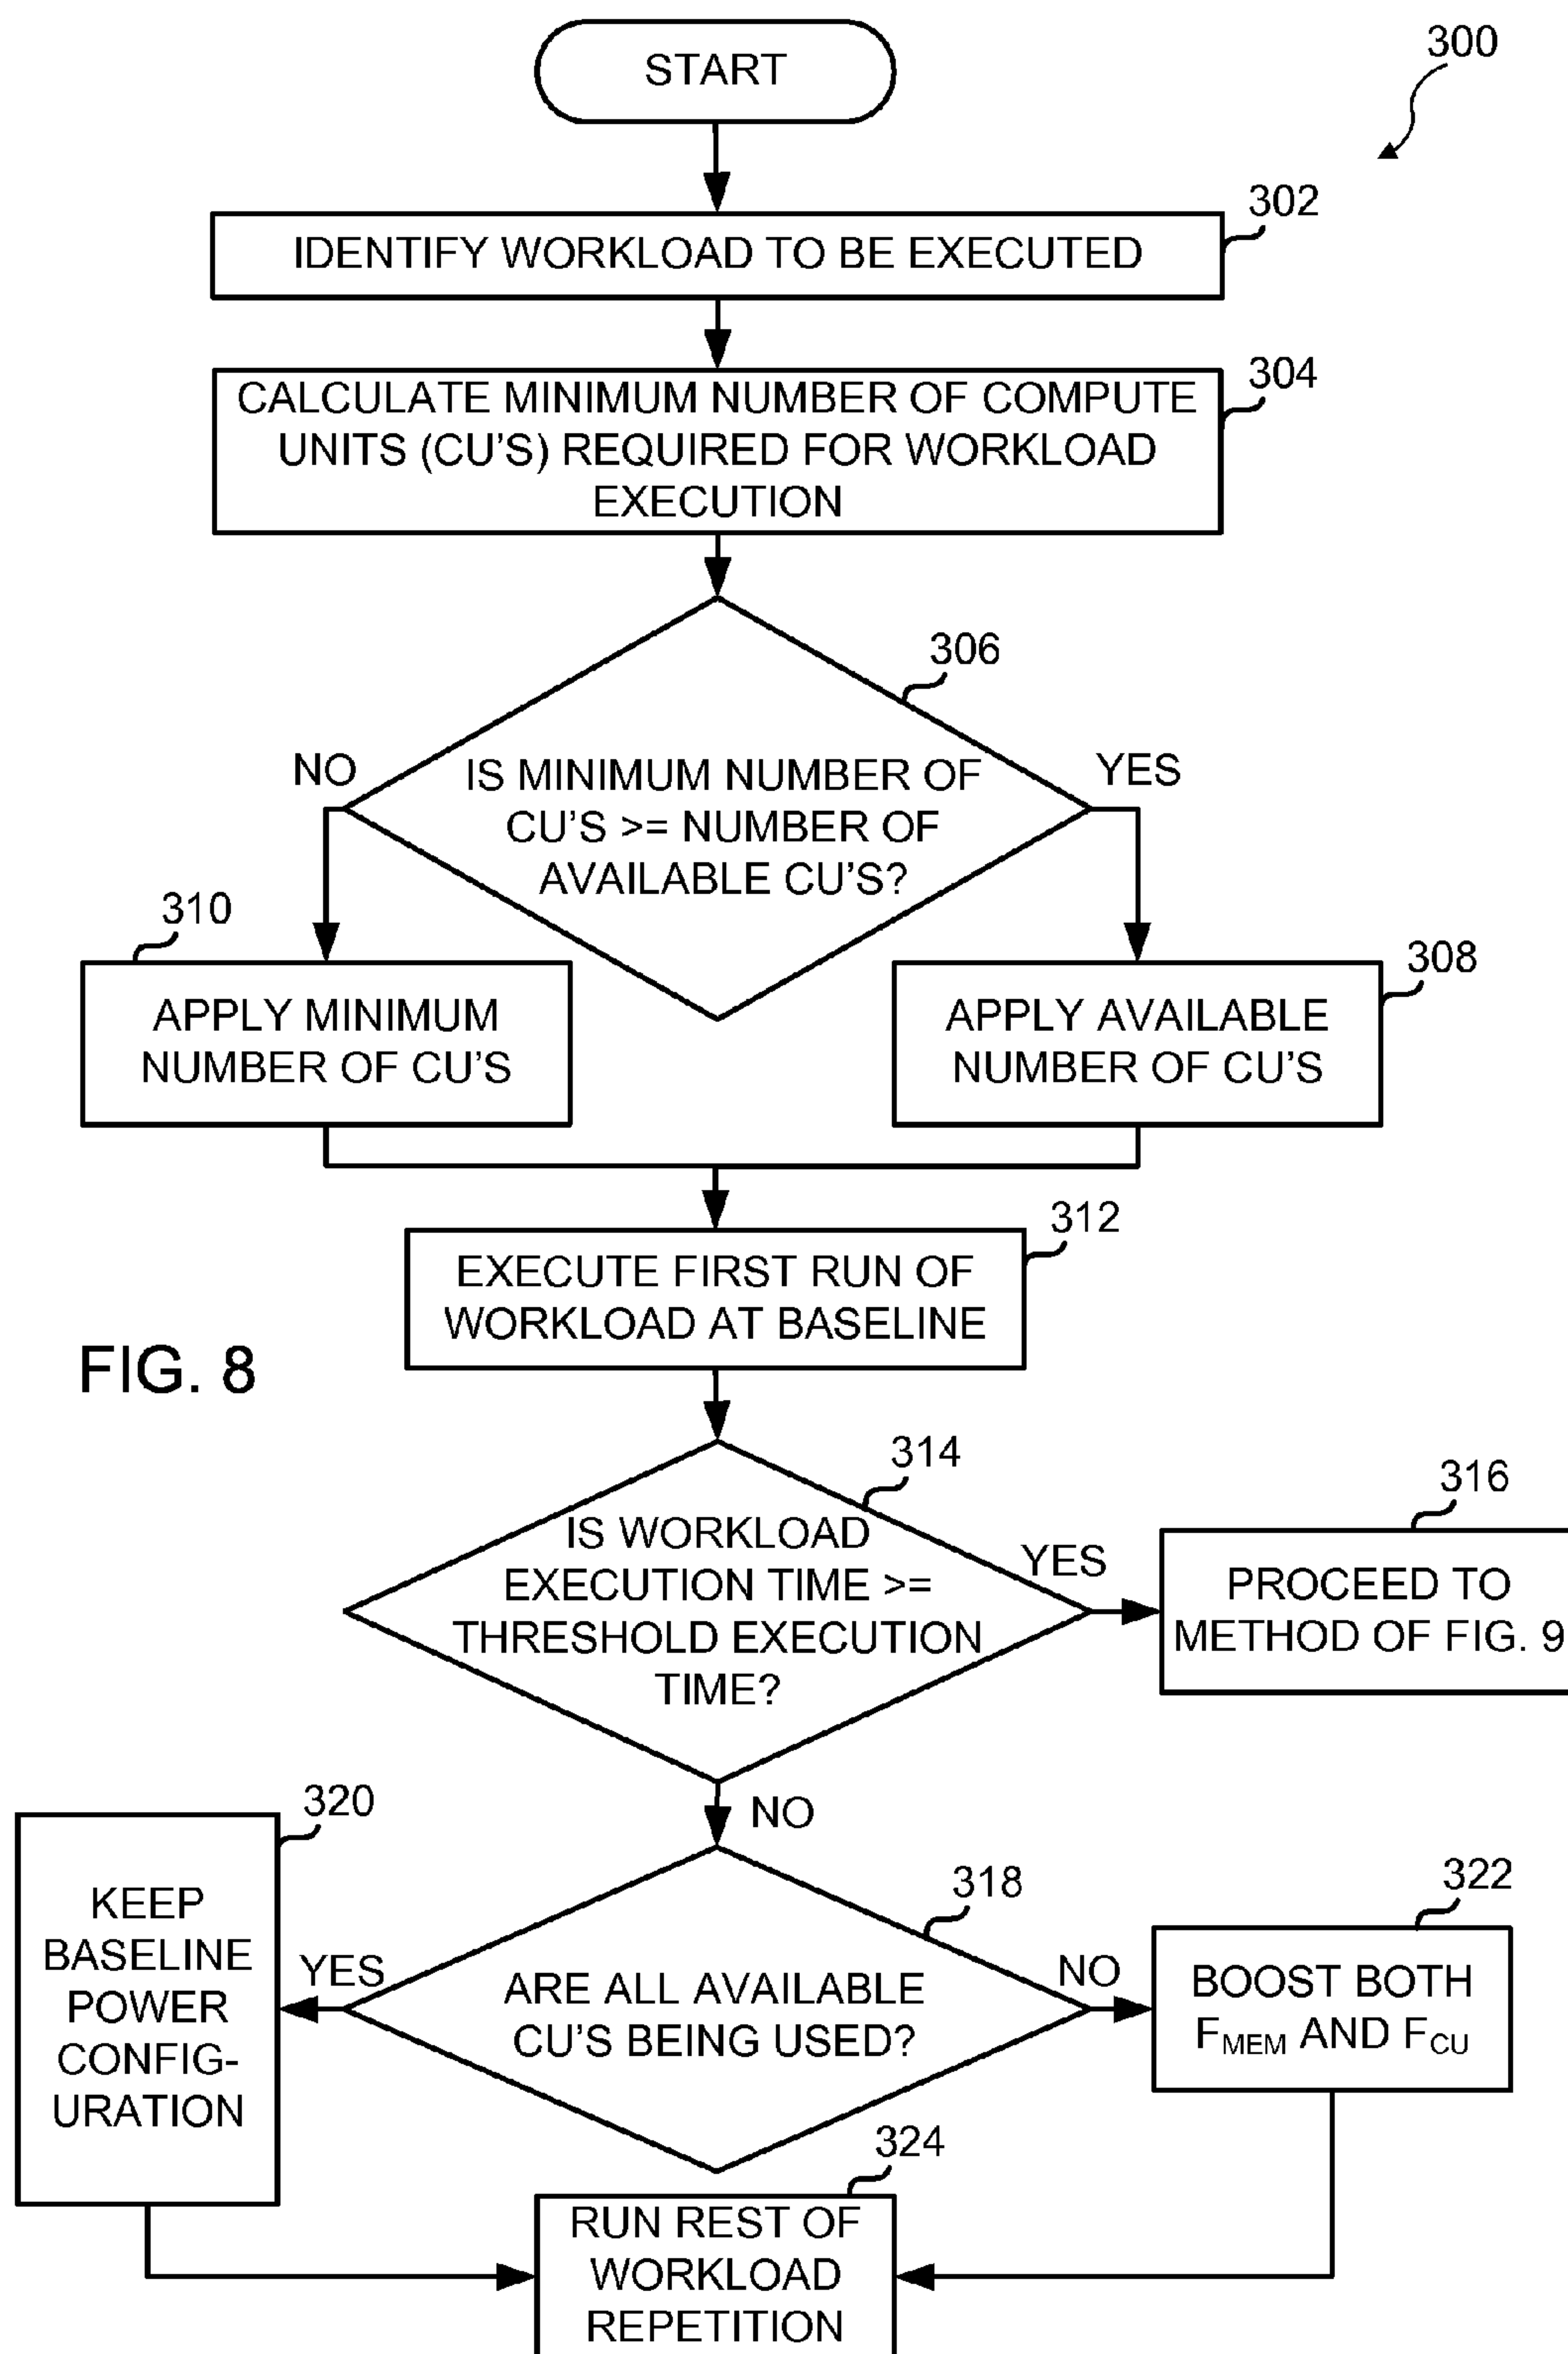 START
300
302
IDENTIFY WORKLOAD TO BE EXECUTED
304
CALCULATE MINIMUM NUMBER OF COMPUTE
UNITS (CU'S) REQUIRED FOR WORKLOAD
EXECUTION
306
NO
YES
IS MINIMUM NUMBER OF
CU'S >= NUMBER OF
AVAILABLE CU'S?
310
APPLY MINIMUM
NUMBER OF CU'S
308
APPLY AVAILABLE
NUMBER OF CU'S
312
EXECUTE FIRST RUN OF
WORKLOAD AT BASELINE
FIG. 8
314
IS WORKLOAD
EXECUTION TIME >=
THRESHOLD EXECUTION
TIME?
YES
316
PROCEED TO
METHOD OF FIG. 9
NO
320
KEEP
BASELINE
POWER
CONFIG-
URATION
YES
318
ARE ALL AVAILABLE
CU'S BEING USED?
NO
322
BOOST BOTH
FMEM AND FCU
324
RUN REST OF
WORKLOAD
REPETITION